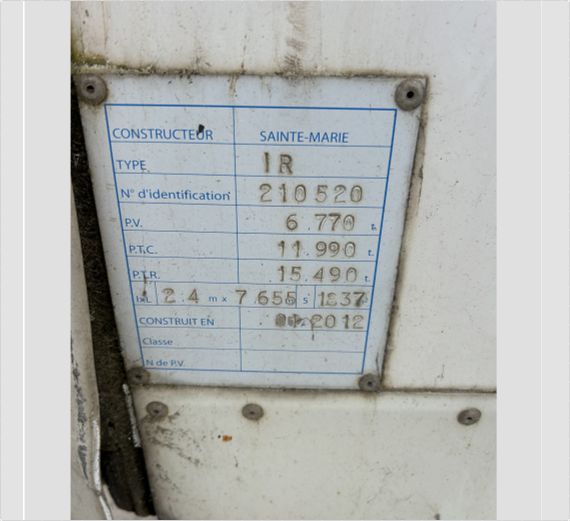 CONSTRUCTEUR SAINTE-MARIE
TYPE IR
N° d'identification 210520
P.V. 6.770 t.
P.T.C. 11.990 t.
P.T.R. 15.490 t.
lxL 2.4 m x 7.655 s
CONSTRUIT EN 2012
Classe
N de P.V.